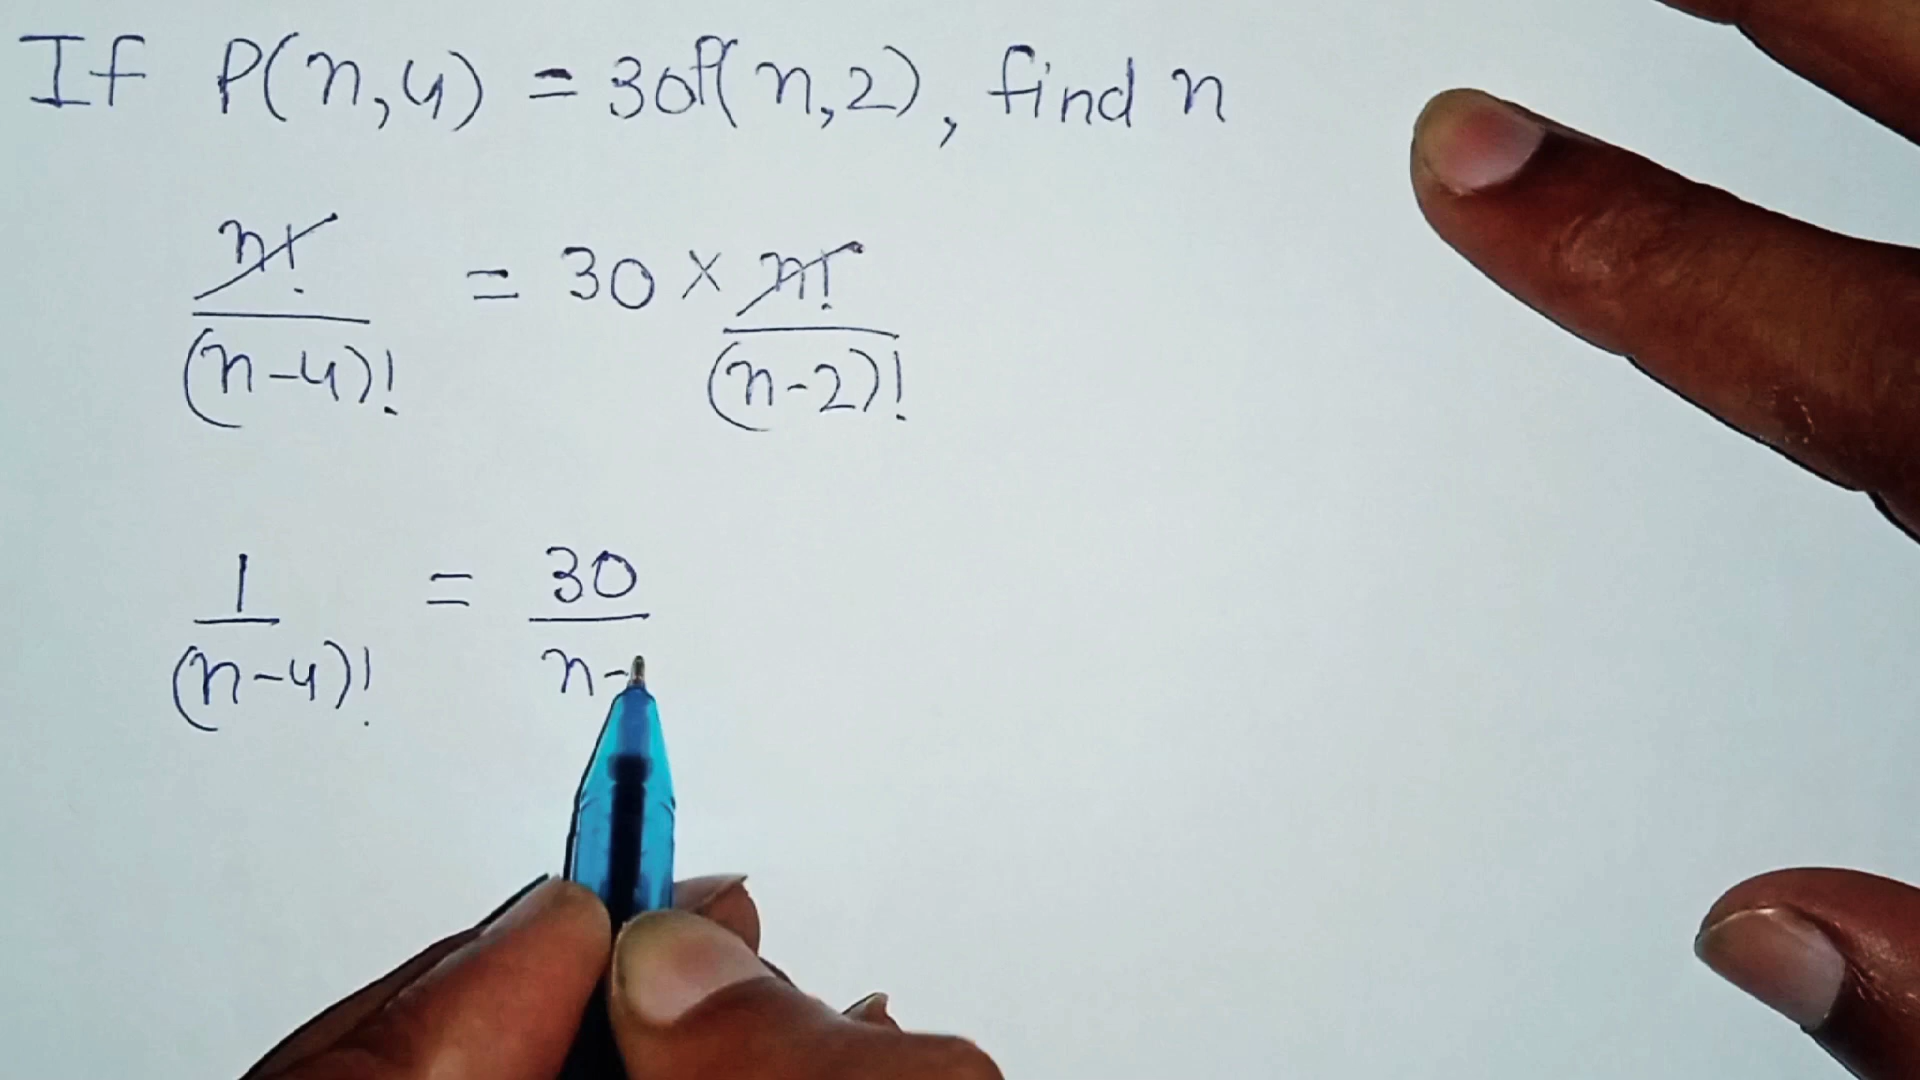 If P(n,4) = 30P(n,2), find n
n! = 30 × n!
(n-4)! (n-2)!
1 = 30
(n-4)! n-